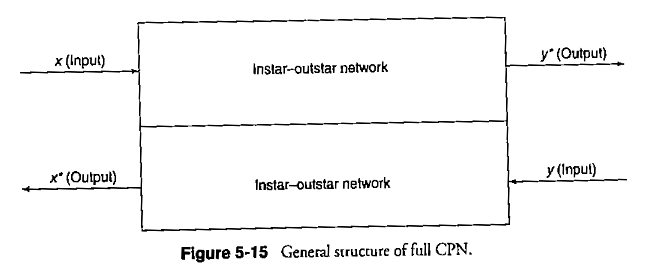 x (Input)
Instar–outstar network
y* (Output)
x* (Output)
Instar–outstar network
y (Input)
Figure 5-15 General structure of full CPN.